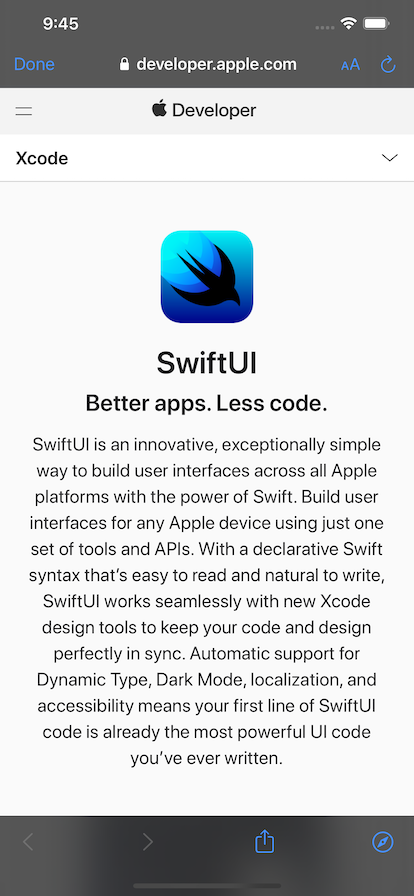 9:45
Done developer.apple.com AA
Developer
Xcode
SwiftUI
Better apps. Less code.
SwiftUI is an innovative, exceptionally simple
way to build user interfaces across all Apple
platforms with the power of Swift. Build user
interfaces for any Apple device using just one
set of tools and APIs. With a declarative Swift
syntax that’s easy to read and natural to write,
SwiftUI works seamlessly with new Xcode
design tools to keep your code and design
perfectly in sync. Automatic support for
Dynamic Type, Dark Mode, localization, and
accessibility means your first line of SwiftUI
code is already the most powerful UI code
you’ve ever written.